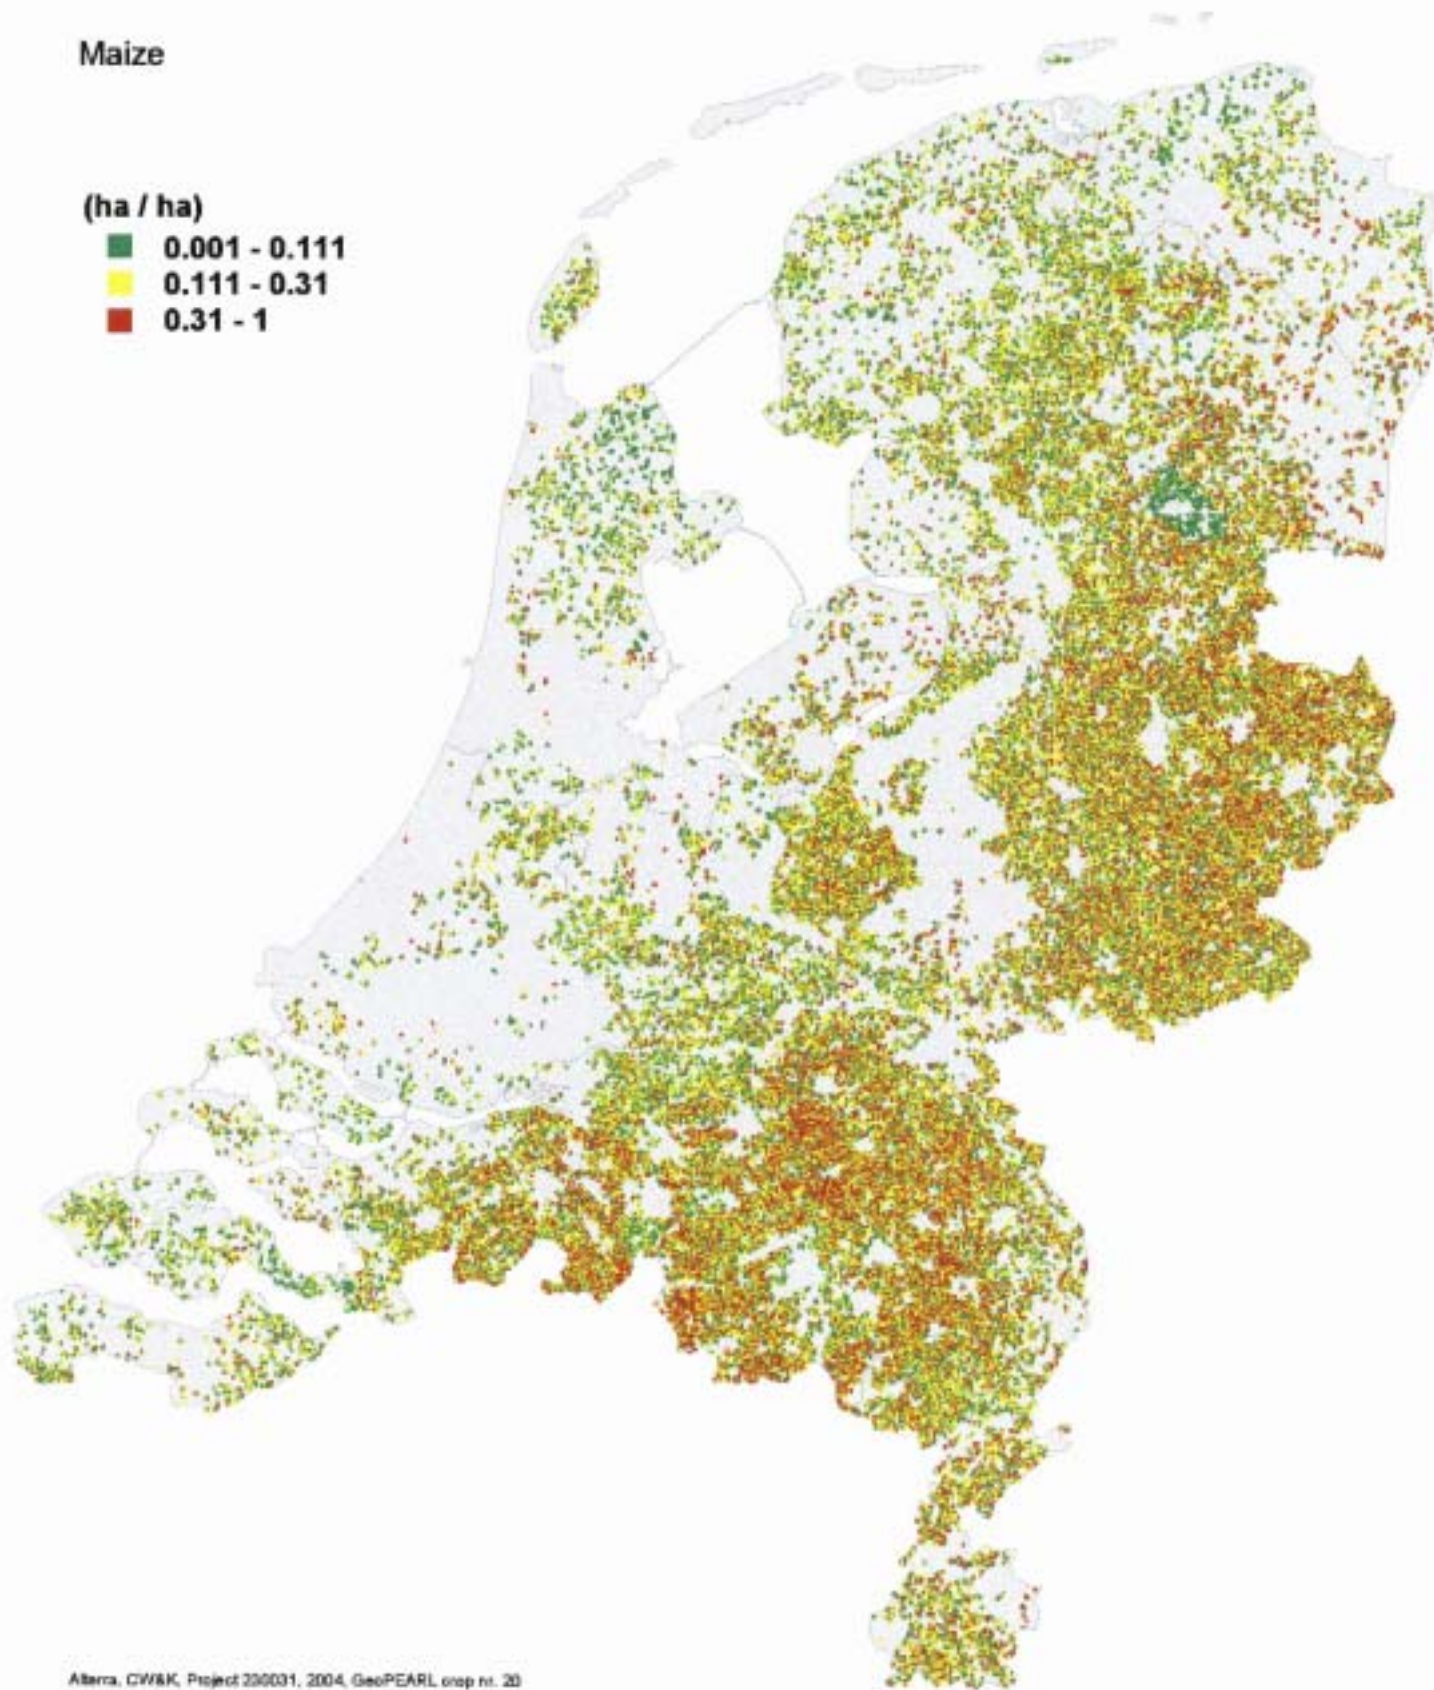 Maize
(ha / ha)
0.001 - 0.111
0.111 - 0.31
0.31 - 1
Alterra, CW&K, Project 230031, 2004, GeoPEARL crop nr. 20